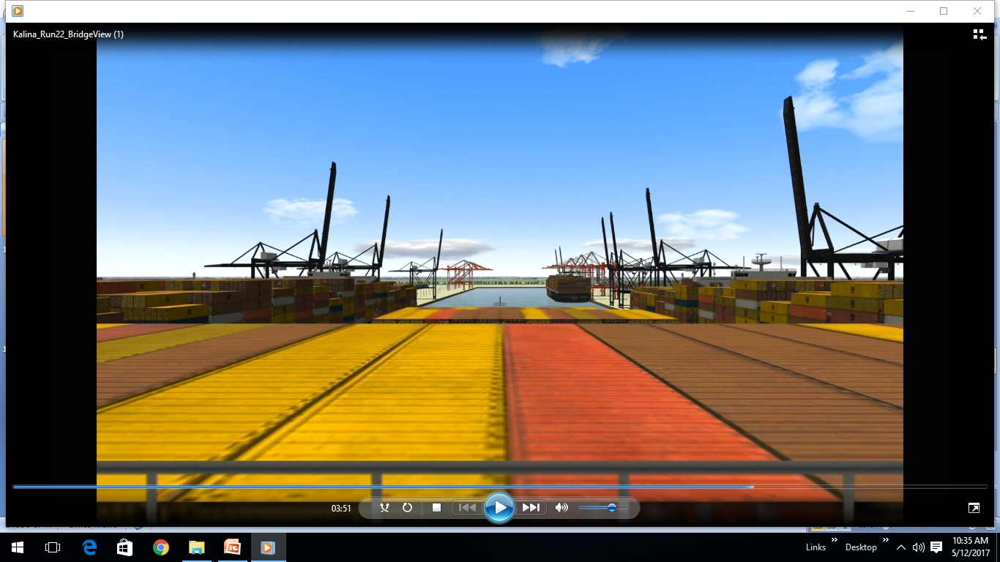 Kalina_Run22_BridgeView (1)
03:51
Links
Desktop
10:35 AM
5/12/2017